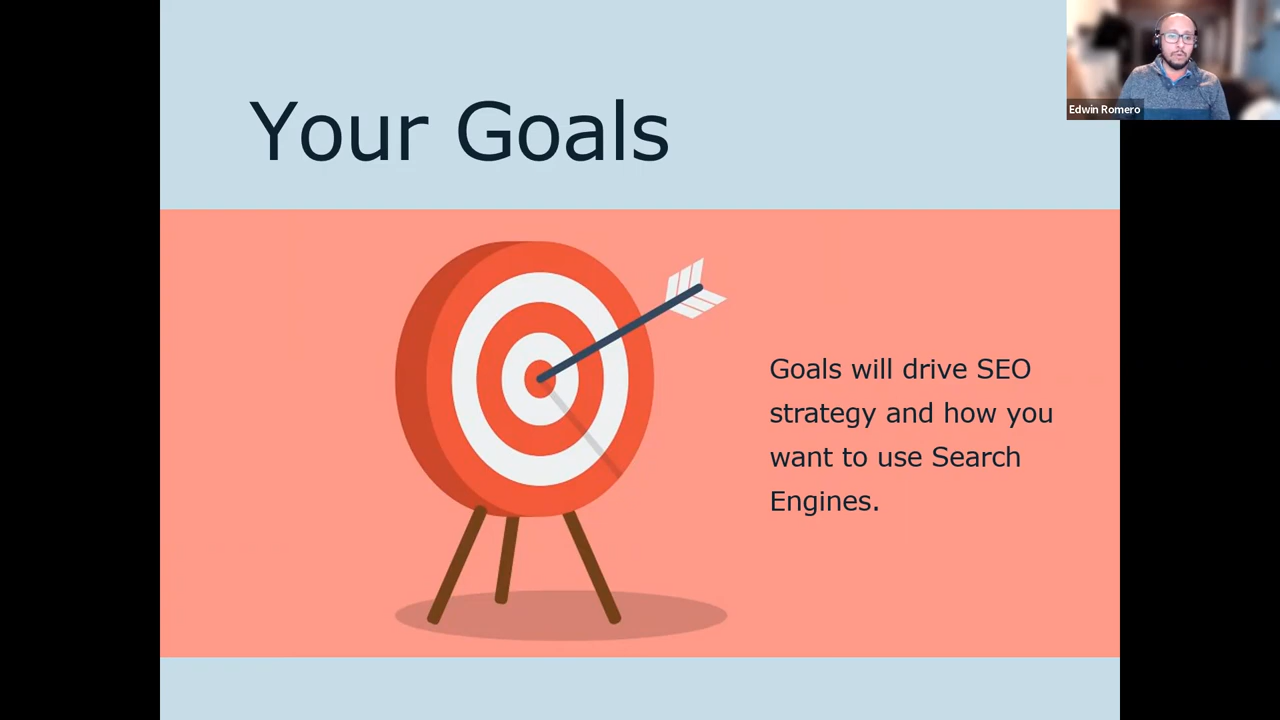 Your Goals
Edwin Romero
Goals will drive SEO
strategy and how you
want to use Search
Engines.